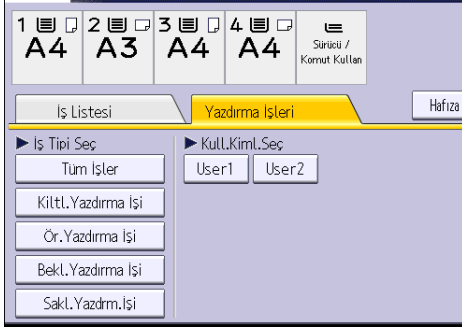 1 2 3 4
A4 A3 A4 A4 Sürücü /
Komut Kullan
İş Listesi Yazdırma İşleri Hafıza
▶ İş Tipi Seç ▶ Kull.Kiml.Seç
Tüm İşler User1 User2
Kiltl.Yazdırma İşi
Ör.Yazdırma İşi
Bekl.Yazdırma İşi
Sakl.Yazdrm.İşi